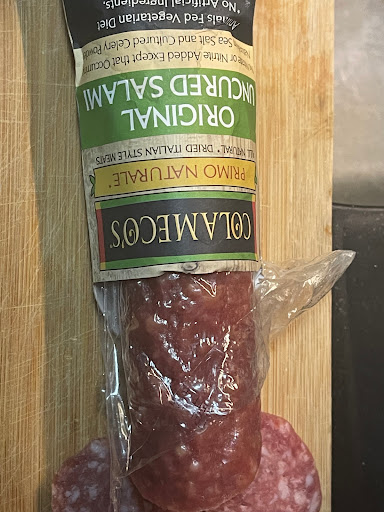 COLAMECO'S
PRIMO NATURALE®
ALL NATURAL* DRIED ITALIAN STYLE MEATS
ORIGINAL
UNCURED SALAMI
Nitrite Added Except that Occurring
Sea Salt and Cultured Celery Powder
No Artificial Ingredients.
Animals Fed Vegetarian Diet